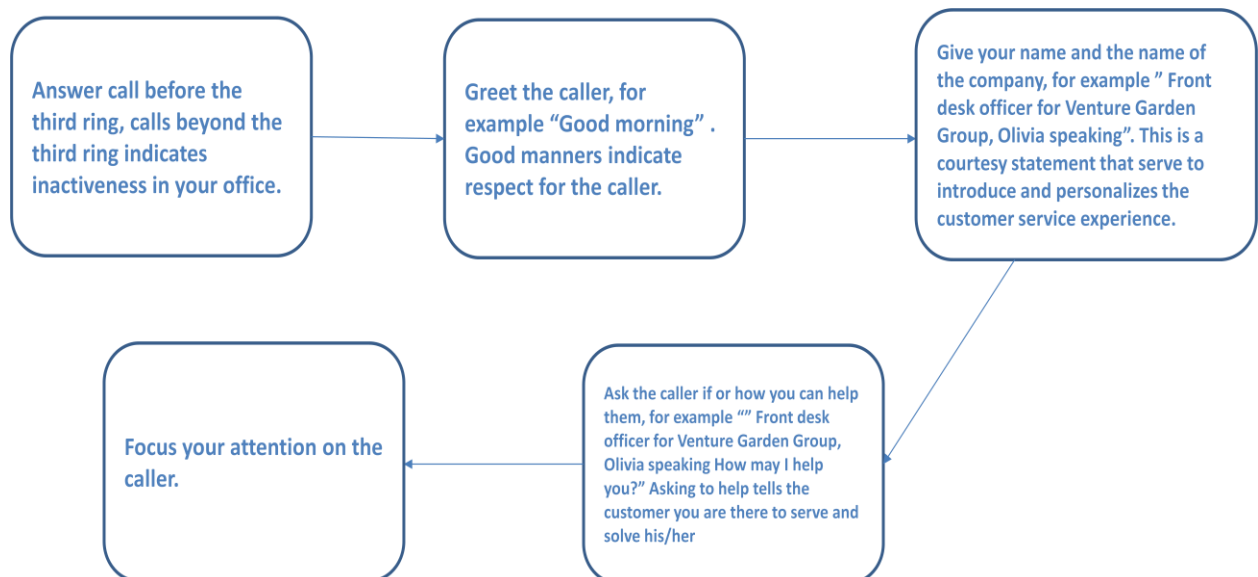 Answer call before the
third ring, calls beyond the
third ring indicates
inactiveness in your office.
Greet the caller, for
example “Good morning” .
Good manners indicate
respect for the caller.
Give your name and the name of
the company, for example ” Front
desk officer for Venture Garden
Group, Olivia speaking”. This is a
courtesy statement that serve to
introduce and personalizes the
customer service experience.
Ask the caller if or how you can help
them, for example “” Front desk
officer for Venture Garden Group,
Olivia speaking How may I help
you?” Asking to help tells the
customer you are there to serve and
solve his/her
Focus your attention on the
caller.